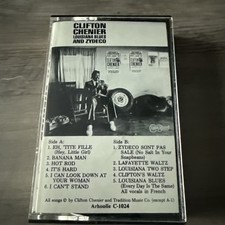 CLIFTON
CHENIER
LOUISIANA BLUES
AND ZYDECO
Side A:
1. EH, 'TITE FILLE
(Hey, Little Girl)
2. BANANA MAN
3. HOT ROD
4. IT'S HARD
5. I CAN LOOK DOWN AT
YOUR WOMAN
6. I CAN'T STAND
Side B:
1. ZYDECO SONT PAS
SALE (No Salt in Your
Snapbeans)
2. LAFAYETTE WALTZ
3. LOUISIANA TWO STEP
4. CLIFTON'S WALTZ
5. LOUISIANA BLUES
(Every Day Is The Same)
All vocals in French
All songs © by Clifton Chenier and Tradition Music Co. (except A-1)
Arhoolie C-1024